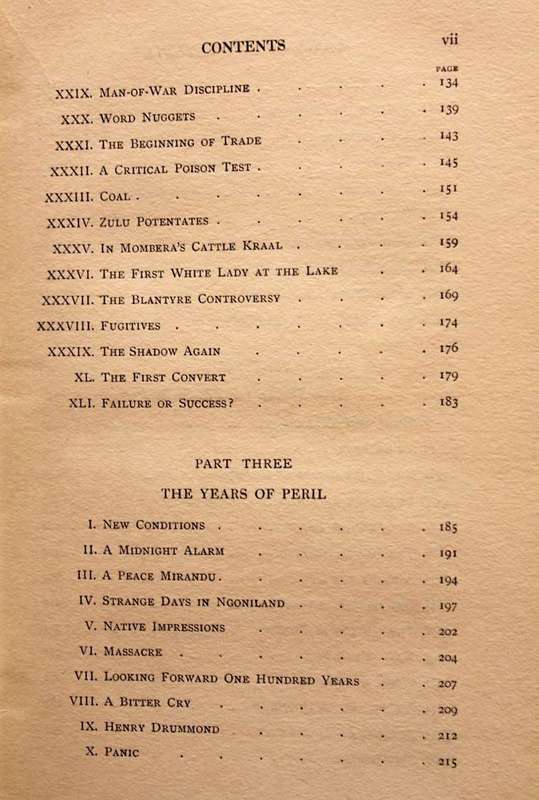 CONTENTS vii
PAGE
XXIX. Man-of-War Discipline . . . . . 134
XXX. Word Nuggets . . . . . . 139
XXXI. The Beginning of Trade . . . . 143
XXXII. A Critical Poison Test . . . . . 145
XXXIII. Coal . . . . . . . . 151
XXXIV. Zulu Potentates . . . . . . 154
XXXV. In Mombera's Cattle Kraal . . . . 159
XXXVI. The First White Lady at the Lake . . 164
XXXVII. The Blantyre Controversy . . . . 169
XXXVIII. Fugitives . . . . . . . 174
XXXIX. The Shadow Again . . . . . 176
XL. The First Convert . . . . . 179
XLI. Failure or Success? . . . . . 183
PART THREE
THE YEARS OF PERIL
I. New Conditions . . . . . . 185
II. A Midnight Alarm . . . . . 191
III. A Peace Mirandu . . . . . . 194
IV. Strange Days in Ngoniland . . . . 197
V. Native Impressions . . . . . 202
VI. Massacre . . . . . . . 204
VII. Looking Forward One Hundred Years . . 207
VIII. A Bitter Cry . . . . . . 209
IX. Henry Drummond . . . . . 212
X. Panic . . . . . . . 215